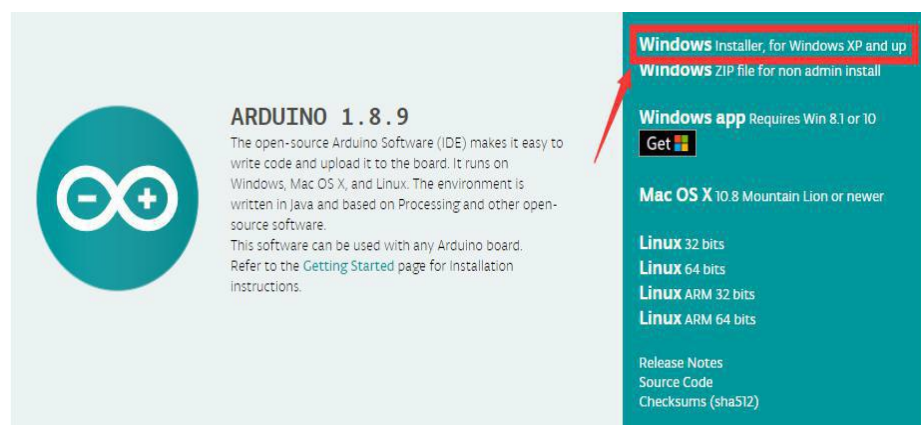 ARDUINO 1.8.9
The open-source Arduino Software (IDE) makes it easy to
write code and upload it to the board. It runs on
Windows, Mac OS X, and Linux. The environment is
written in Java and based on Processing and other open-
source software.
This software can be used with any Arduino board.
Refer to the Getting Started page for Installation
instructions.
Windows Installer, for Windows XP and up
Windows ZIP file for non admin install
Windows app Requires Win 8.1 or 10
Get
Mac OS X 10.8 Mountain Lion or newer
Linux 32 bits
Linux 64 bits
Linux ARM 32 bits
Linux ARM 64 bits
Release Notes
Source Code
Checksums (sha512)